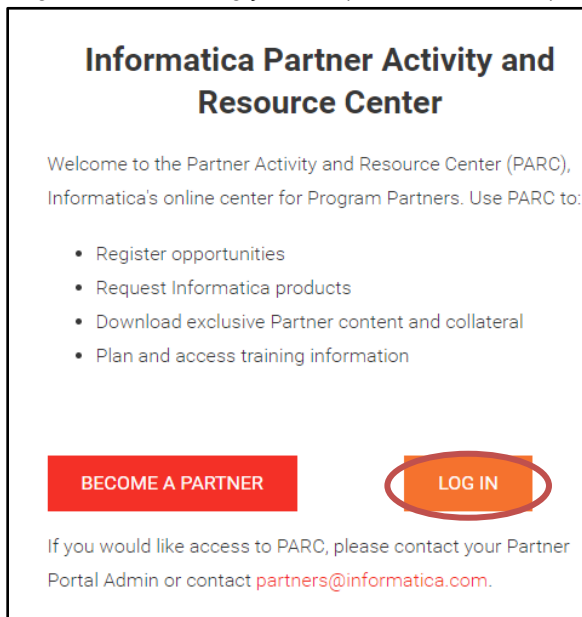 Informatica Partner Activity and
Resource Center
Welcome to the Partner Activity and Resource Center (PARC),
Informatica's online center for Program Partners. Use PARC to:
• Register opportunities
• Request Informatica products
• Download exclusive Partner content and collateral
• Plan and access training information
BECOME A PARTNER
LOG IN
If you would like access to PARC, please contact your Partner
Portal Admin or contact partners@informatica.com.